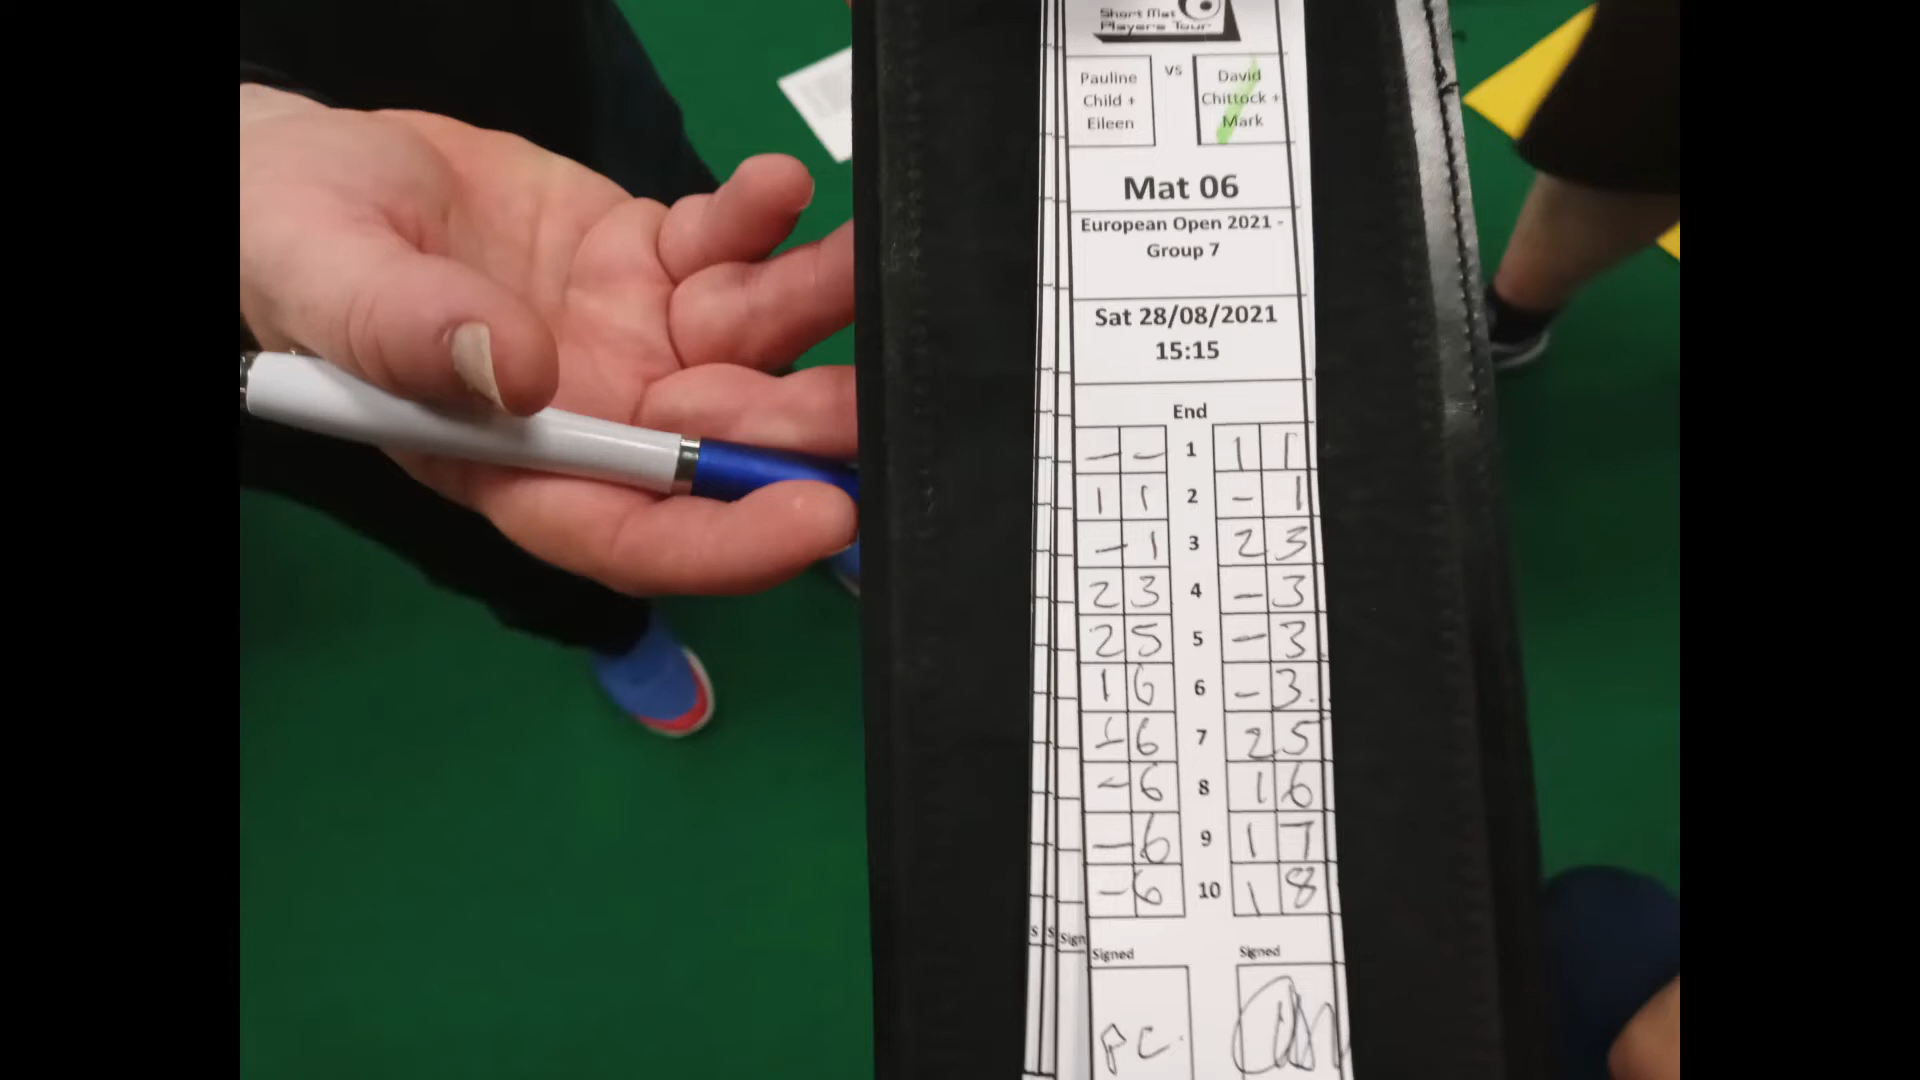 Short Mat
Players Tour
Pauline
Child +
Eileen
vs
David
Chittock +
Mark
Mat 06
European Open 2021 -
Group 7
Sat 28/08/2021
15:15
End
– – 1 1 1
1 1 2 – 1
– 1 3 2 3
2 3 4 – 3
2 5 5 – 3
1 6 6 – 3.
– 6 7 2 5
– 6 8 1 6
– 6 9 1 7
– 6 10 1 8
S S Sign Signed Signed
PC.